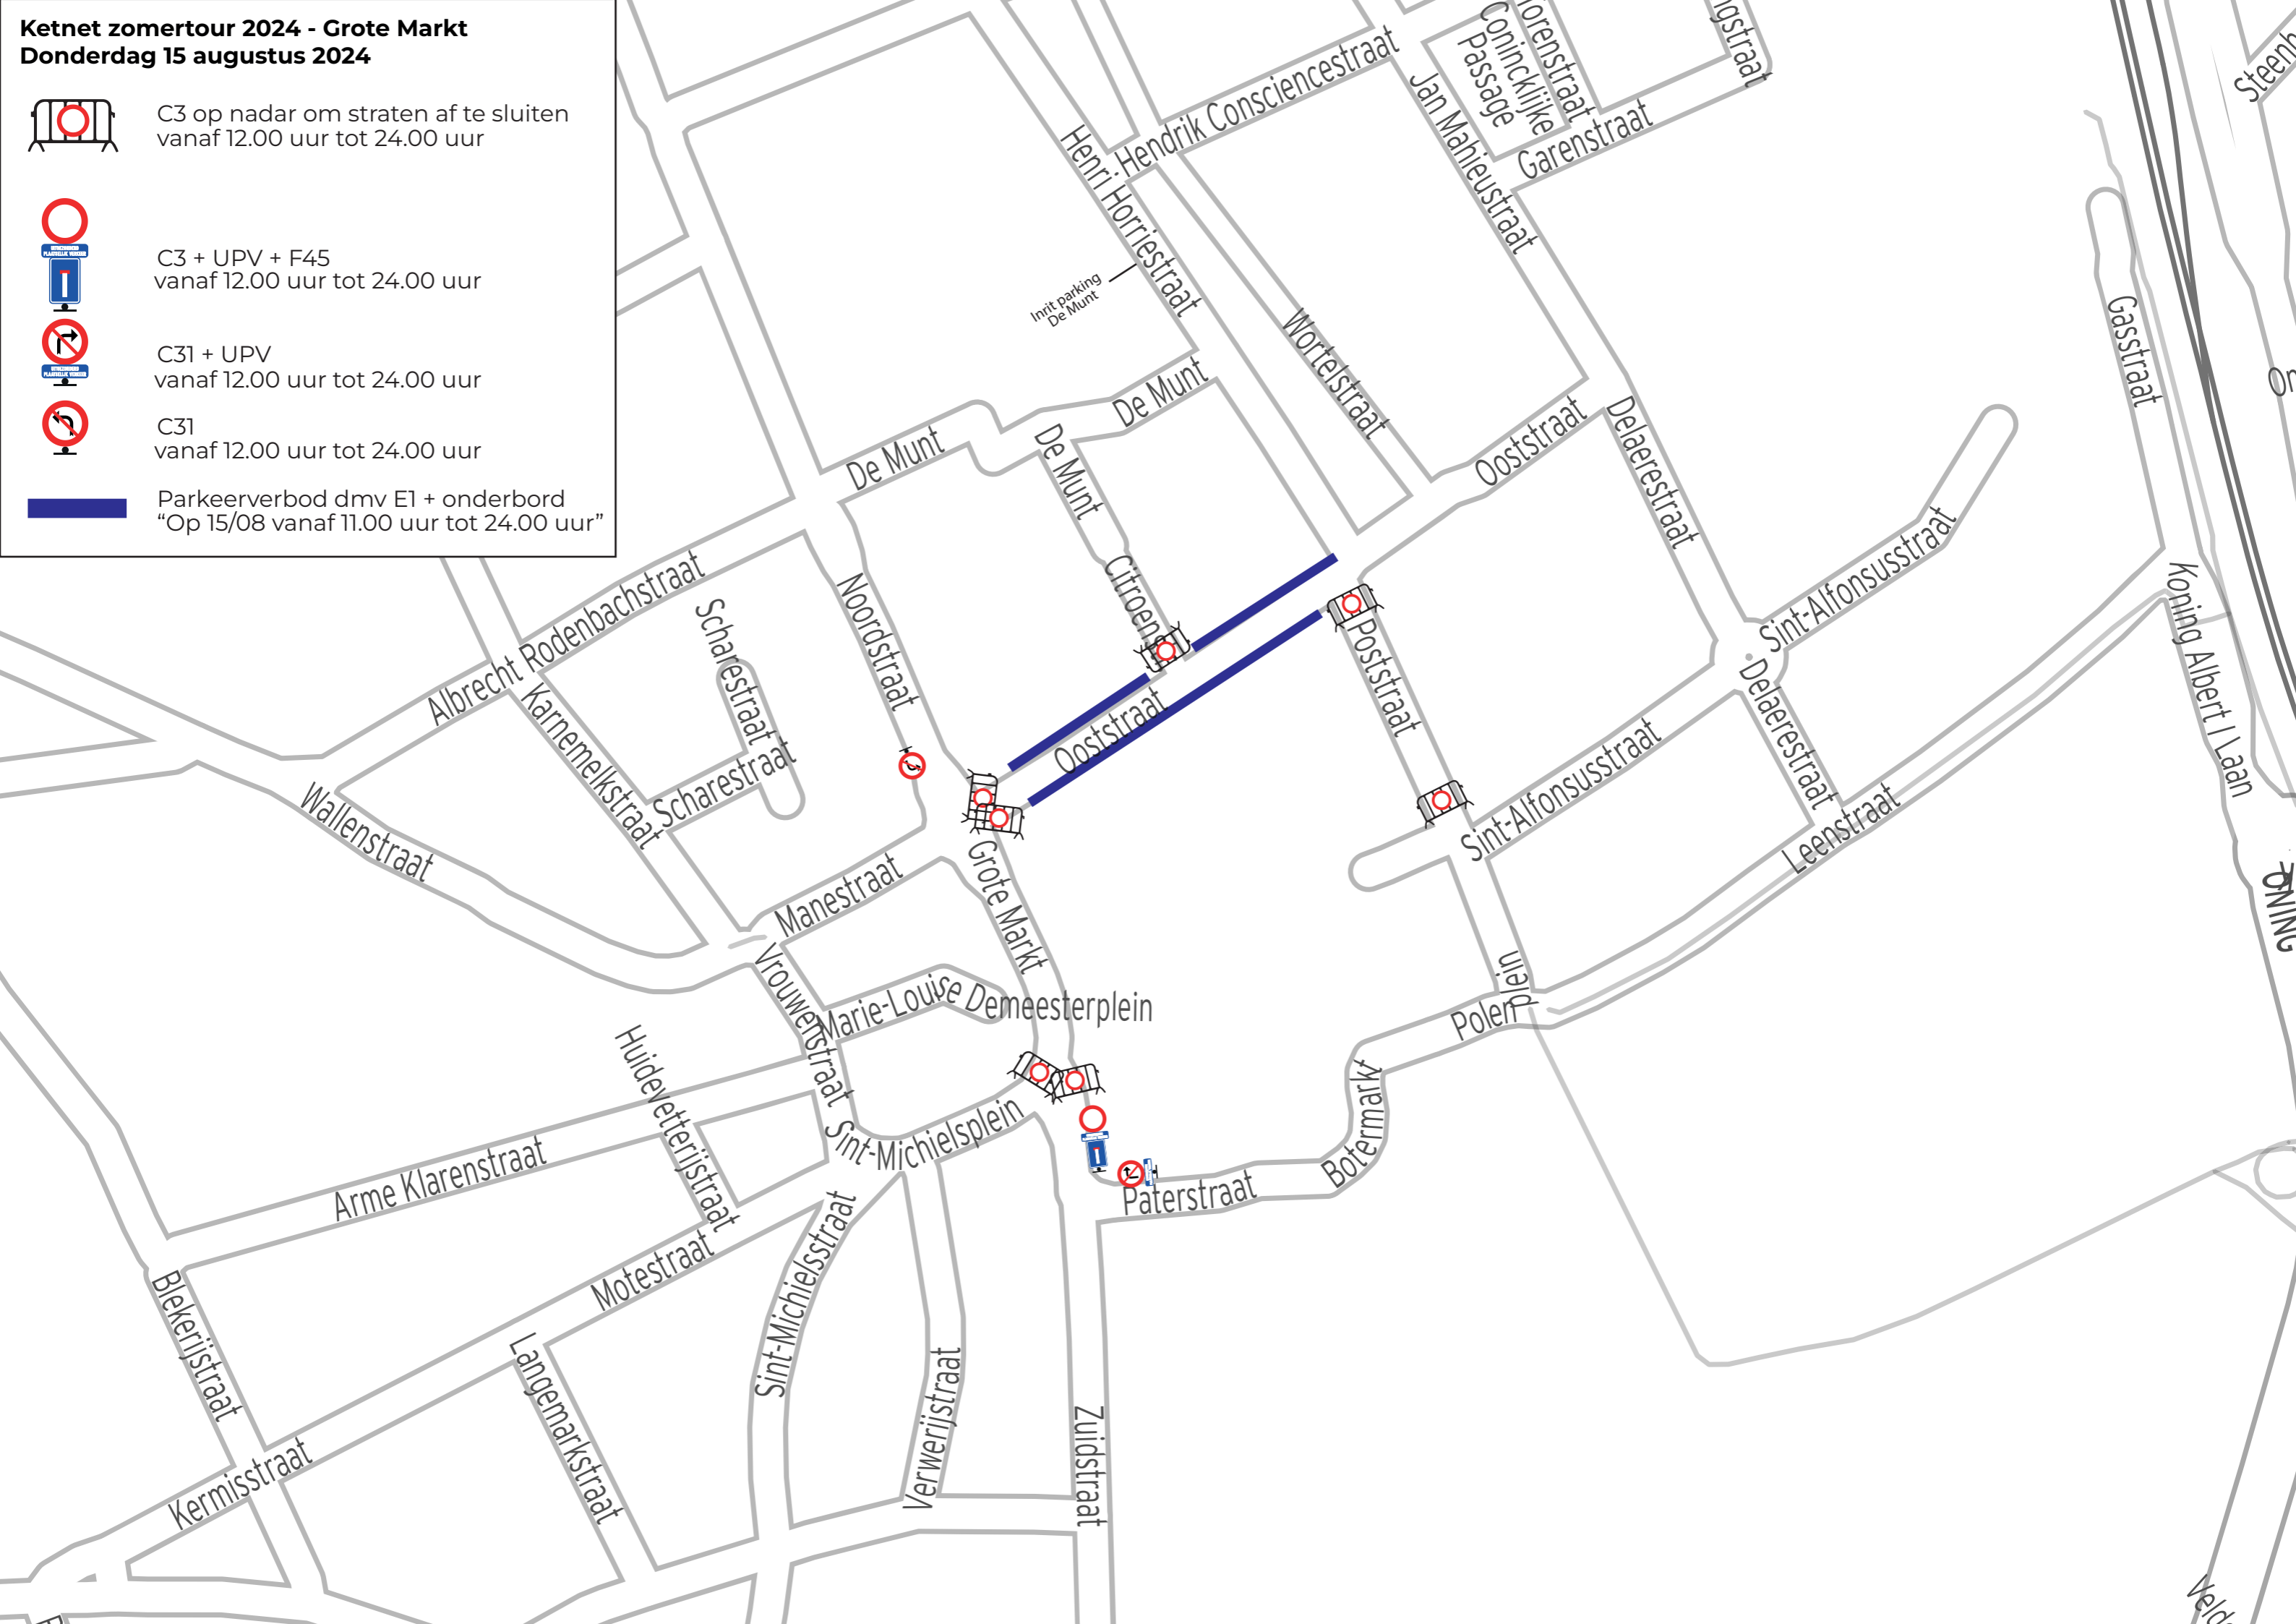 Ketnet zomertour 2024 - Grote Markt
Donderdag 15 augustus 2024
C3 op nadar om straten af te sluiten
vanaf 12.00 uur tot 24.00 uur
C3 + UPV + F45
vanaf 12.00 uur tot 24.00 uur
C31 + UPV
vanaf 12.00 uur tot 24.00 uur
C31
vanaf 12.00 uur tot 24.00 uur
Parkeerverbod dmv E1 + onderbord
“Op 15/08 vanaf 11.00 uur tot 24.00 uur”
Hendrik Consciencestraat
Henri Horriestraat
Jan Mahieustraat
Conincklijke
Passage
Garenstraat
Inrit parking
De Munt
Wortelstraat
Gasstraat
De Munt
De Munt
De Munt
Ooststraat
Delaerestraat
Citroenstr
Noordstraat
Albrecht Rodenbachstraat
Scharestraat
Scharestraat
Karnemelkstraat
Wallenstraat
Ooststraat
Poststraat
Sint-Alfonsusstraat
Sint-Alfonsusstraat
Delaerestraat
Koning Albert I Laan
Leenstraat
Manestraat
Grote Markt
Vrouwenstraat
Marie-Louise Demeesterplein
Polenplein
Botermarkt
Paterstraat
Sint-Michielsplein
Huidevetterijstraat
Arme Klarenstraat
Motestraat
Sint-Michielsstraat
Blekerijstraat
Langemarkstraat
Verwerijstraat
Zuidstraat
Kermisstraat